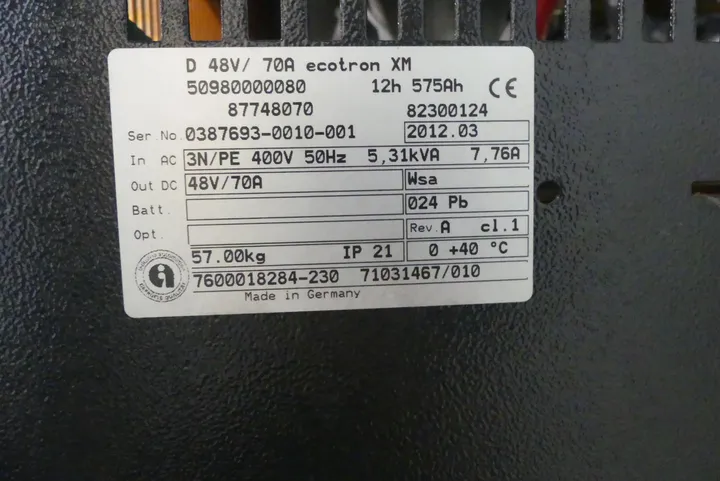 D 48V/ 70A ecotron XM
50980000080 12h 575Ah CE
87748070 82300124
Ser.No. 0387693-0010-001 2012.03
In AC 3N/PE 400V 50Hz 5,31kVA 7,76A
Out DC 48V/70A Wsa
Batt. 024 Pb
Opt. Rev. A cl.1
57.00kg IP 21 0 +40 °C
7600018284-230 71031467/010
Made in Germany